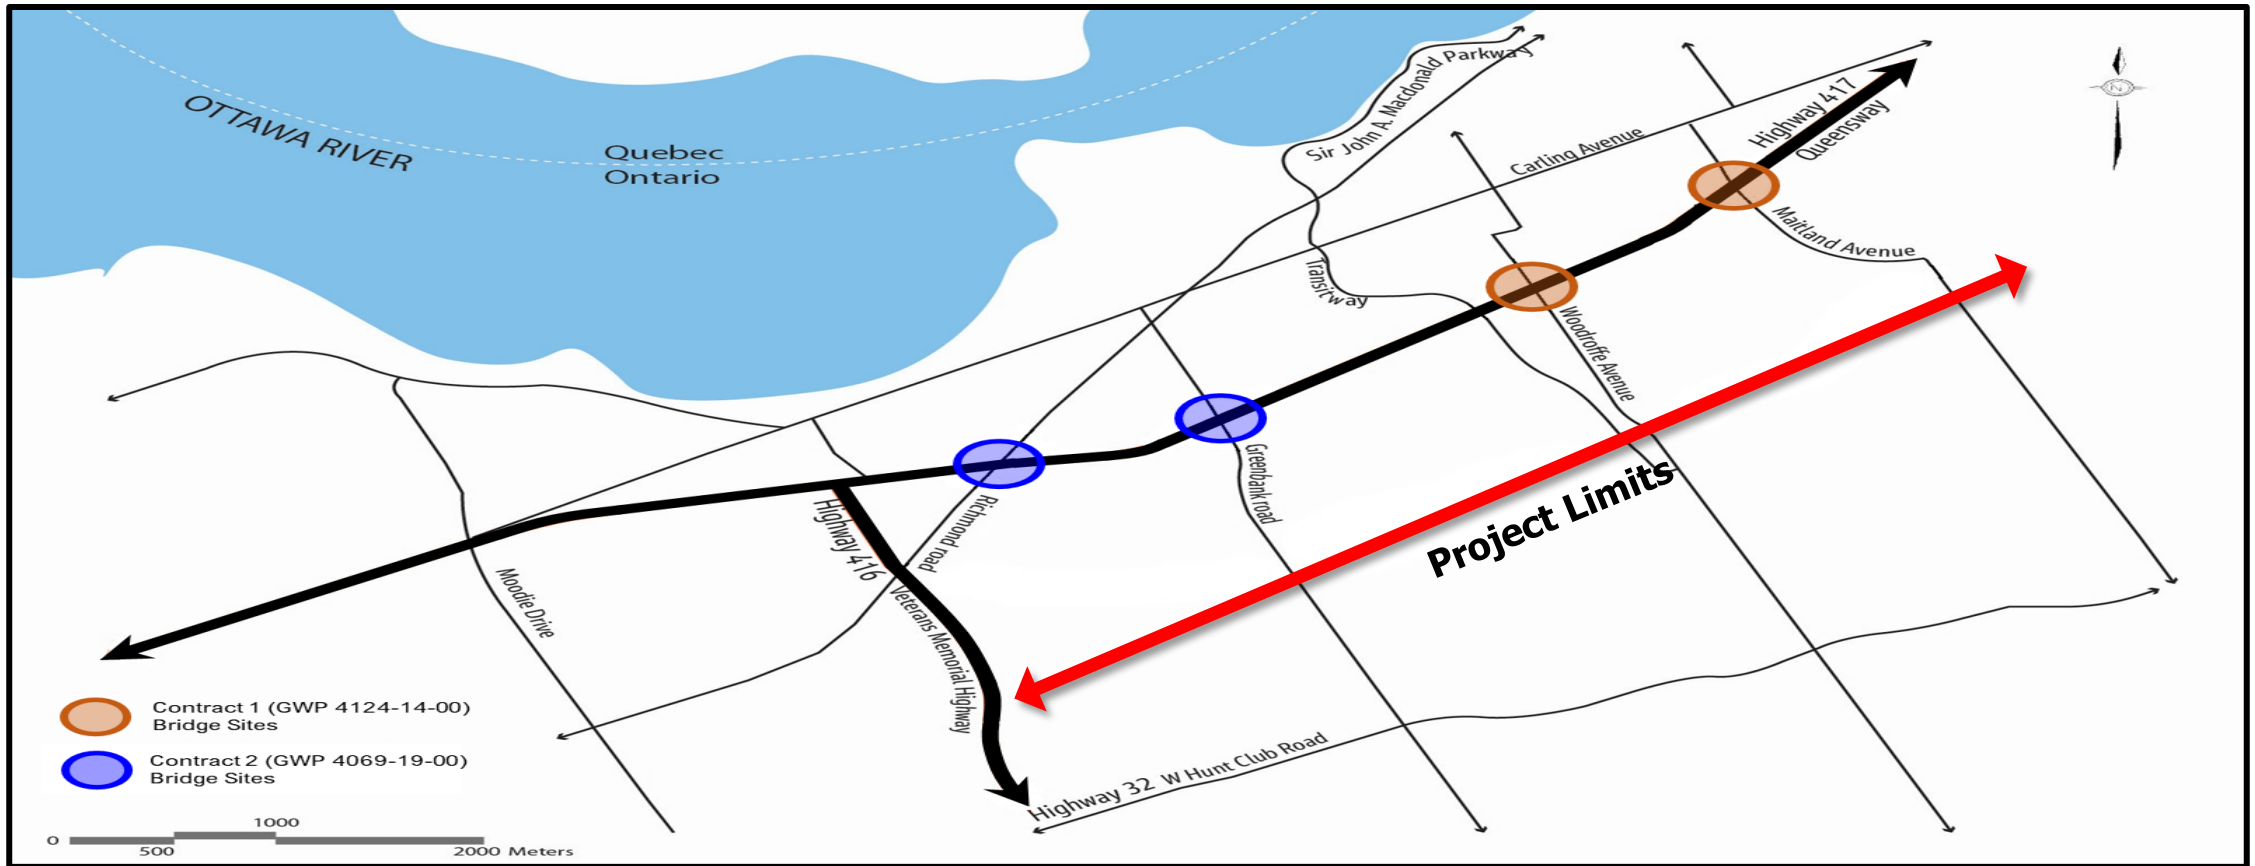 OTTAWA RIVER
Quebec
Ontario
Sir John A. Macdonald Parkway
Carling Avenue
Highway 417
Queensway
N
Maitland Avenue
Transitway
Woodroffe Avenue
Greenbank road
Richmond road
Highway 416
Veterans Memorial Highway
Moodie Drive
Project Limits
Highway 32 W Hunt Club Road
Contract 1 (GWP 4124-14-00)
Bridge Sites
Contract 2 (GWP 4069-19-00)
Bridge Sites
0
500
1000
2000 Meters